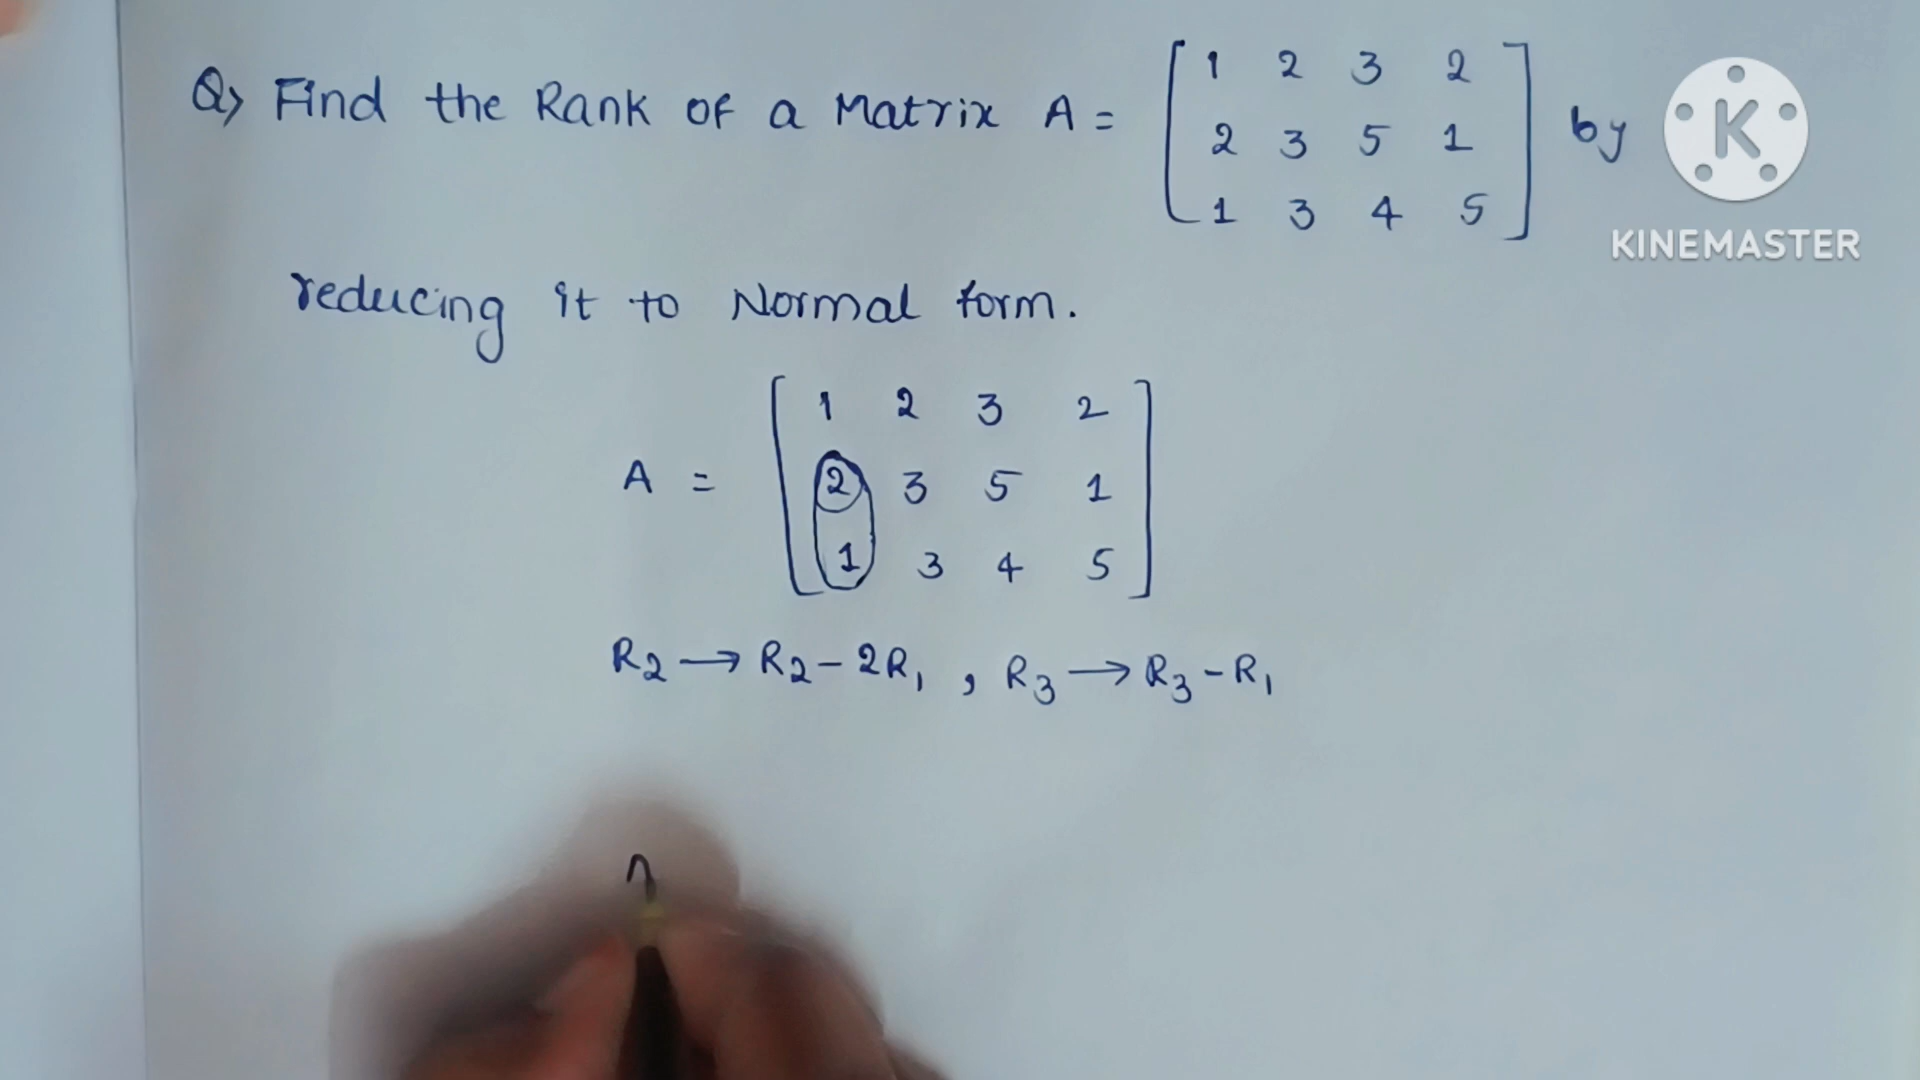 Q) Find the Rank of a Matrix A = [ 1 2 3 2
2 3 5 1
1 3 4 5 ] by
reducing it to Normal form.
A = [ 1 2 3 2
2 3 5 1
1 3 4 5 ]
R2 → R2 - 2R1 , R3 → R3 - R1
K
KINEMASTER